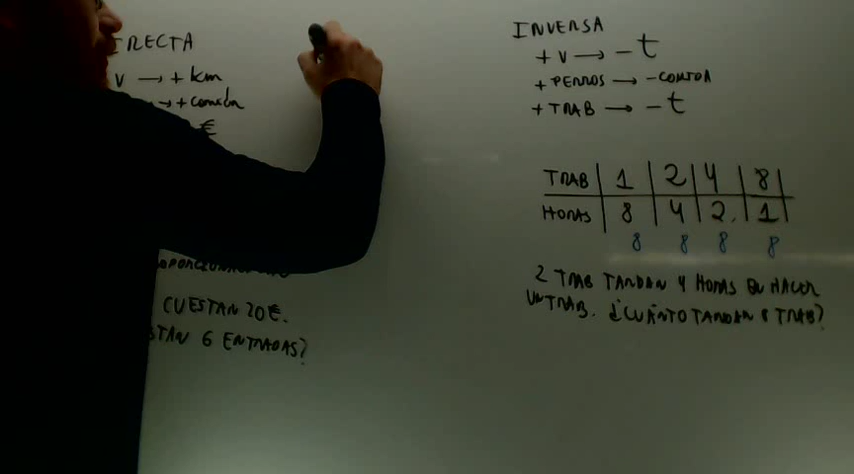 IRECTA
V → + km
→ + comida
€
CUESTAN 20€.
STAN 6 ENTRADAS?
INVERSA
+ V → - t
+ PERROS → - COMIDA
+ TRAB → - t
TRAB | 1 | 2 | 4 | 8 |
HORAS | 8 | 4 | 2 | 1 |
8 8 8 8
2 TRAB TARDAN 4 HORAS EN HACER
UN TRAB. ¿CUÁNTO TARDAN 8 TRAB?